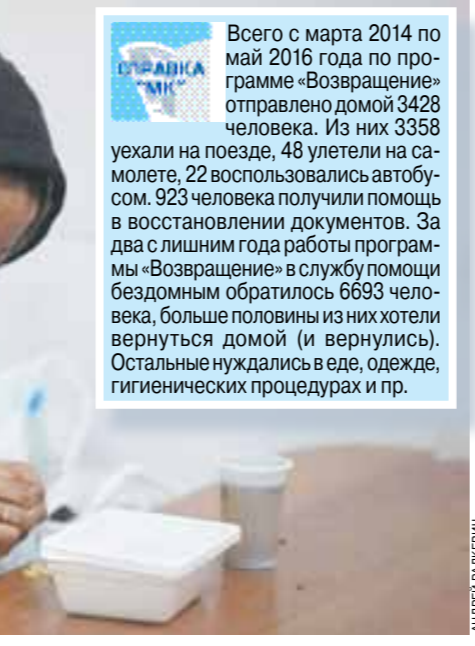 СПРАВКА
"МК"
Всего с марта 2014 по
май 2016 года по про-
грамме «Возвращение»
отправлено домой 3428
человека. Из них 3358
уехали на поезде, 48 улетели на са-
молете, 22 воспользовались автобу-
сом. 923 человека получили помощь
в восстановлении документов. За
два с лишним года работы програм-
мы «Возвращение» в службу помощи
бездомным обратилось 6693 чело-
века, больше половины из них хотели
вернуться домой (и вернулись).
Остальные нуждались в еде, одежде,
гигиенических процедурах и пр.